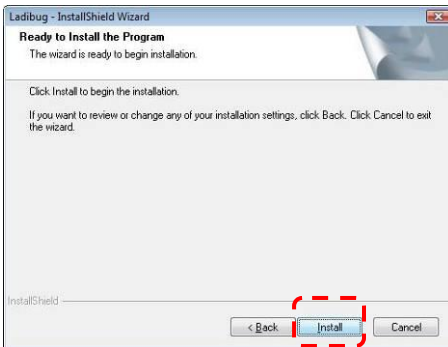 Ladibug - InstallShield Wizard
Ready to Install the Program
The wizard is ready to begin installation.
Click Install to begin the installation.
If you want to review or change any of your installation settings, click Back. Click Cancel to exit
the wizard.
InstallShield
< Back Install Cancel